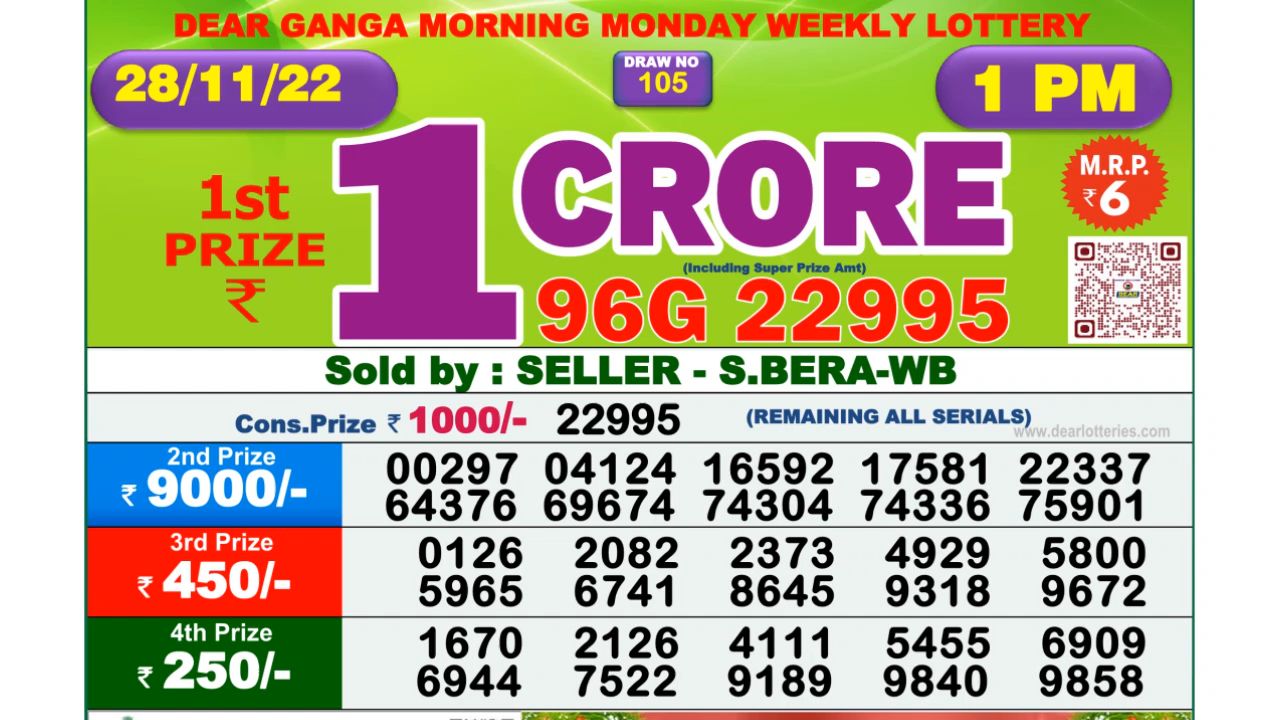 DEAR GANGA MORNING MONDAY WEEKLY LOTTERY
28/11/22
DRAW NO
105
1 PM
1st
PRIZE
₹
1 CRORE
(Including Super Prize Amt)
96G 22995
M.R.P.
₹ 6
DEAR
Sold by : SELLER - S.BERA-WB
Cons.Prize ₹ 1000/- 22995 (REMAINING ALL SERIALS)
www.dearlotteries.com
2nd Prize
₹ 9000/-
00297 04124 16592 17581 22337
64376 69674 74304 74336 75901
3rd Prize
₹ 450/-
0126 2082 2373 4929 5800
5965 6741 8645 9318 9672
4th Prize
₹ 250/-
1670 2126 4111 5455 6909
6944 7522 9189 9840 9858